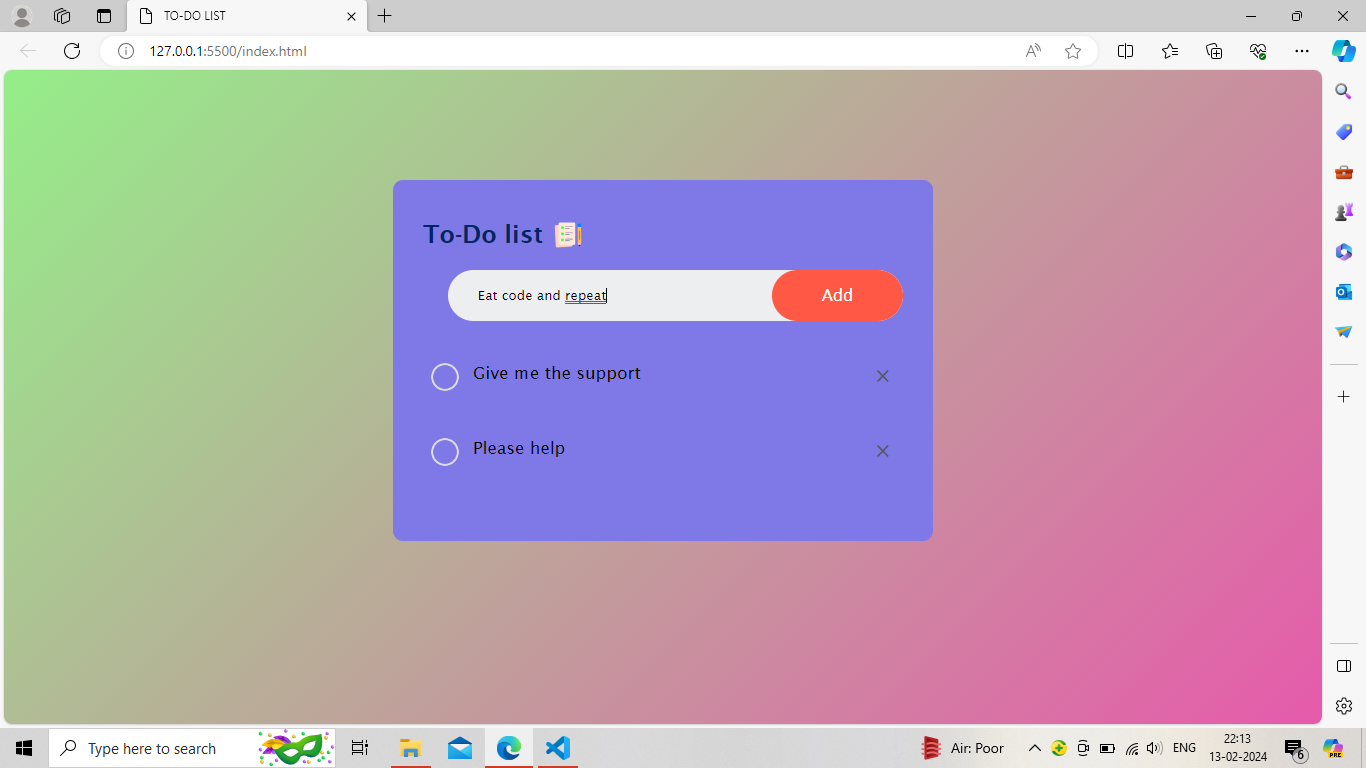 TO-DO LIST
127.0.0.1:5500/index.html
To-Do list
Eat code and repeat
Add
Give me the support
Please help
Type here to search
Air: Poor
ENG
22:13
13-02-2024
6
PRE